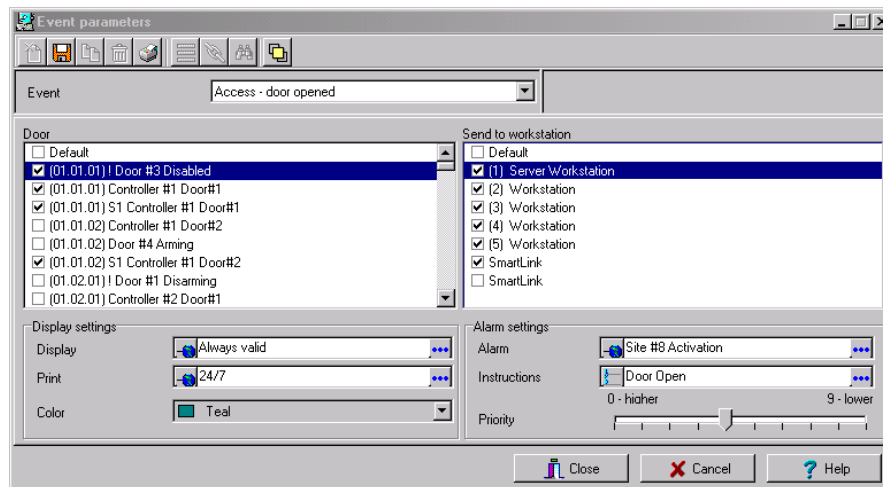 Event parameters
Event
Access - door opened
Door
Default
(01.01.01) ! Door #3 Disabled
(01.01.01) Controller #1 Door#1
(01.01.01) S1 Controller #1 Door#1
(01.01.02) Controller #1 Door#2
(01.01.02) Door #4 Arming
(01.01.02) S1 Controller #1 Door#2
(01.02.01) ! Door #1 Disarming
(01.02.01) Controller #2 Door#1
Send to workstation
Default
(1) Server Workstation
(2) Workstation
(3) Workstation
(4) Workstation
(5) Workstation
SmartLink
SmartLink
Display settings
Display
Always valid
Print
24/7
Color
Teal
Alarm settings
Alarm
Site #8 Activation
Instructions
Door Open
0 - higher
9 - lower
Priority
Close
Cancel
Help